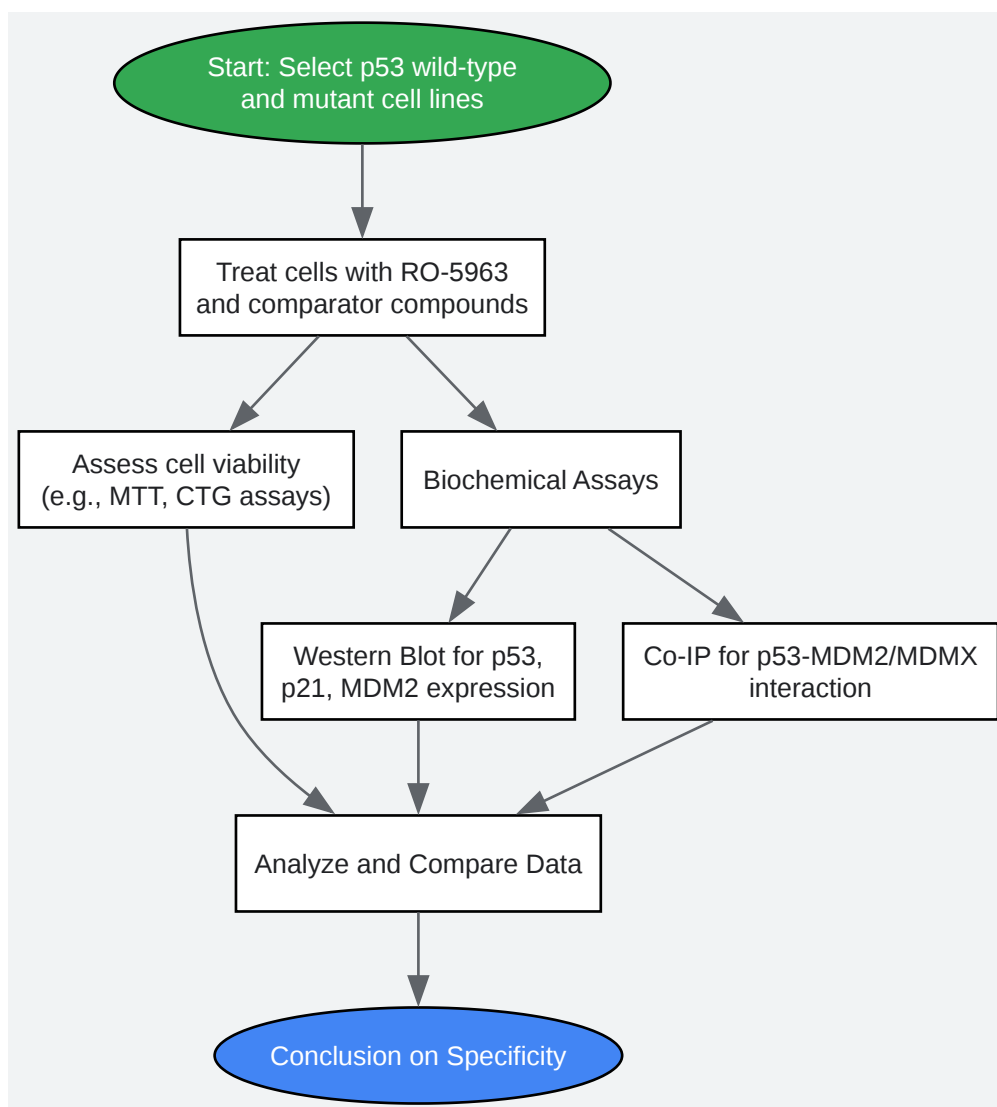 Start: Select p53 wild-type
and mutant cell lines
Treat cells with RO-5963
and comparator compounds
Assess cell viability
(e.g., MTT, CTG assays)
Biochemical Assays
Western Blot for p53,
p21, MDM2 expression
Co-IP for p53-MDM2/MDMX
interaction
Analyze and Compare Data
Conclusion on Specificity